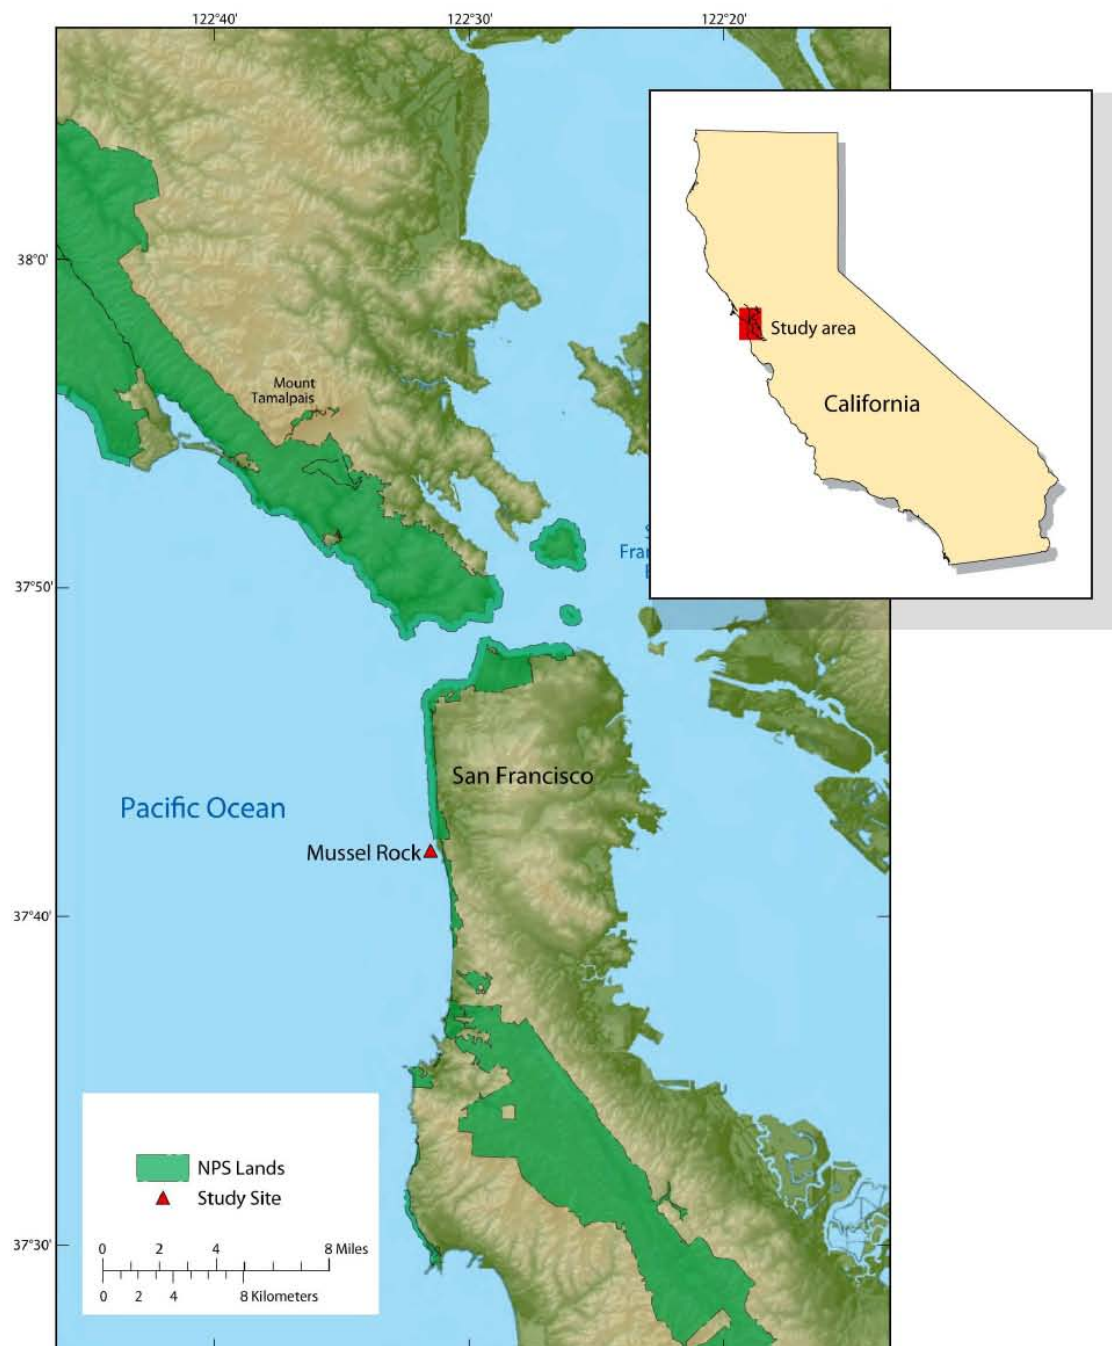 122°40'
122°30'
122°20'
38°0'
37°50'
37°40'
37°30'
Mount
Tamalpais
Study area
California
San Francisco
Pacific Ocean
Mussel Rock
NPS Lands
Study Site
0 2 4 8 Miles
0 2 4 8 Kilometers